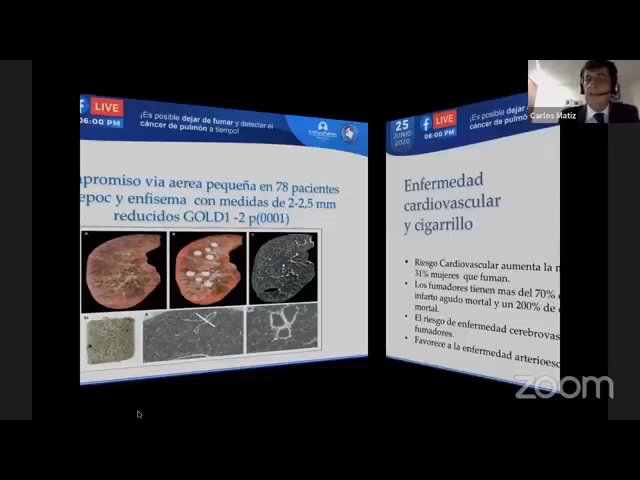 LIVE
06:00 PM
¡Es posible dejar de fumar y detectar el
cáncer de pulmón a tiempo!
promiso via aerea pequeña en 78 pacientes
epoc y enfisema con medidas de 2-2,5 mm
reducidos GOLD1 -2 p(0001)
25
JUNIO
2020
LIVE
06:00 PM
¡Es posible deja
cáncer de pulmó
Enfermedad
cardiovascular
y cigarrillo
• Riesgo Cardiovascular aumenta la
31% mujeres que fuman.
• Los fumadores tienen mas del 70%
infarto agudo mortal y un 200% de
mortal.
• El riesgo de enfermedad cerebrovas
fumadores.
• Favorece a la enfermedad arterioes
Carlos Matiz
zoom